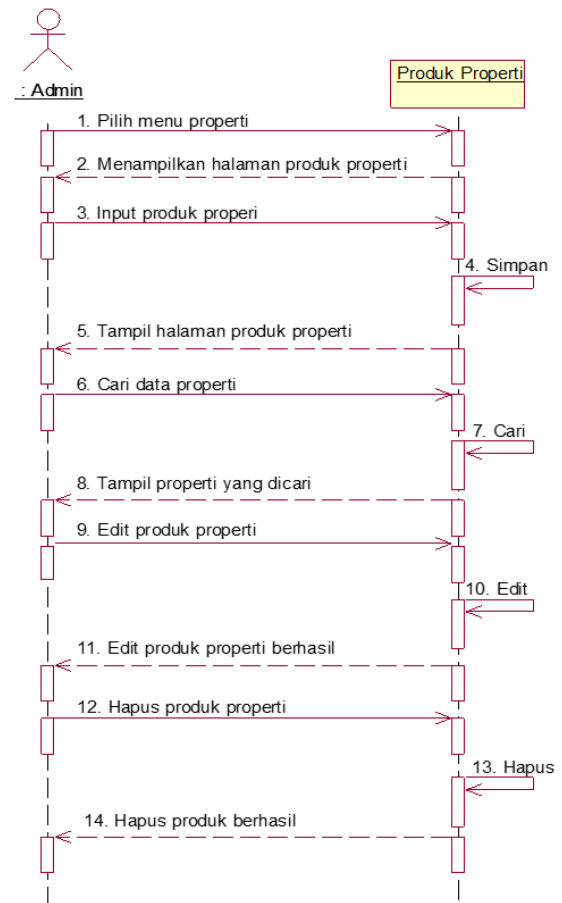 : Admin
Produk Properti
1. Pilih menu properti
2. Menampilkan halaman produk properti
3. Input produk properi
4. Simpan
5. Tampil halaman produk properti
6. Cari data properti
7. Cari
8. Tampil properti yang dicari
9. Edit produk properti
10. Edit
11. Edit produk properti berhasil
12. Hapus produk properti
13. Hapus
14. Hapus produk berhasil